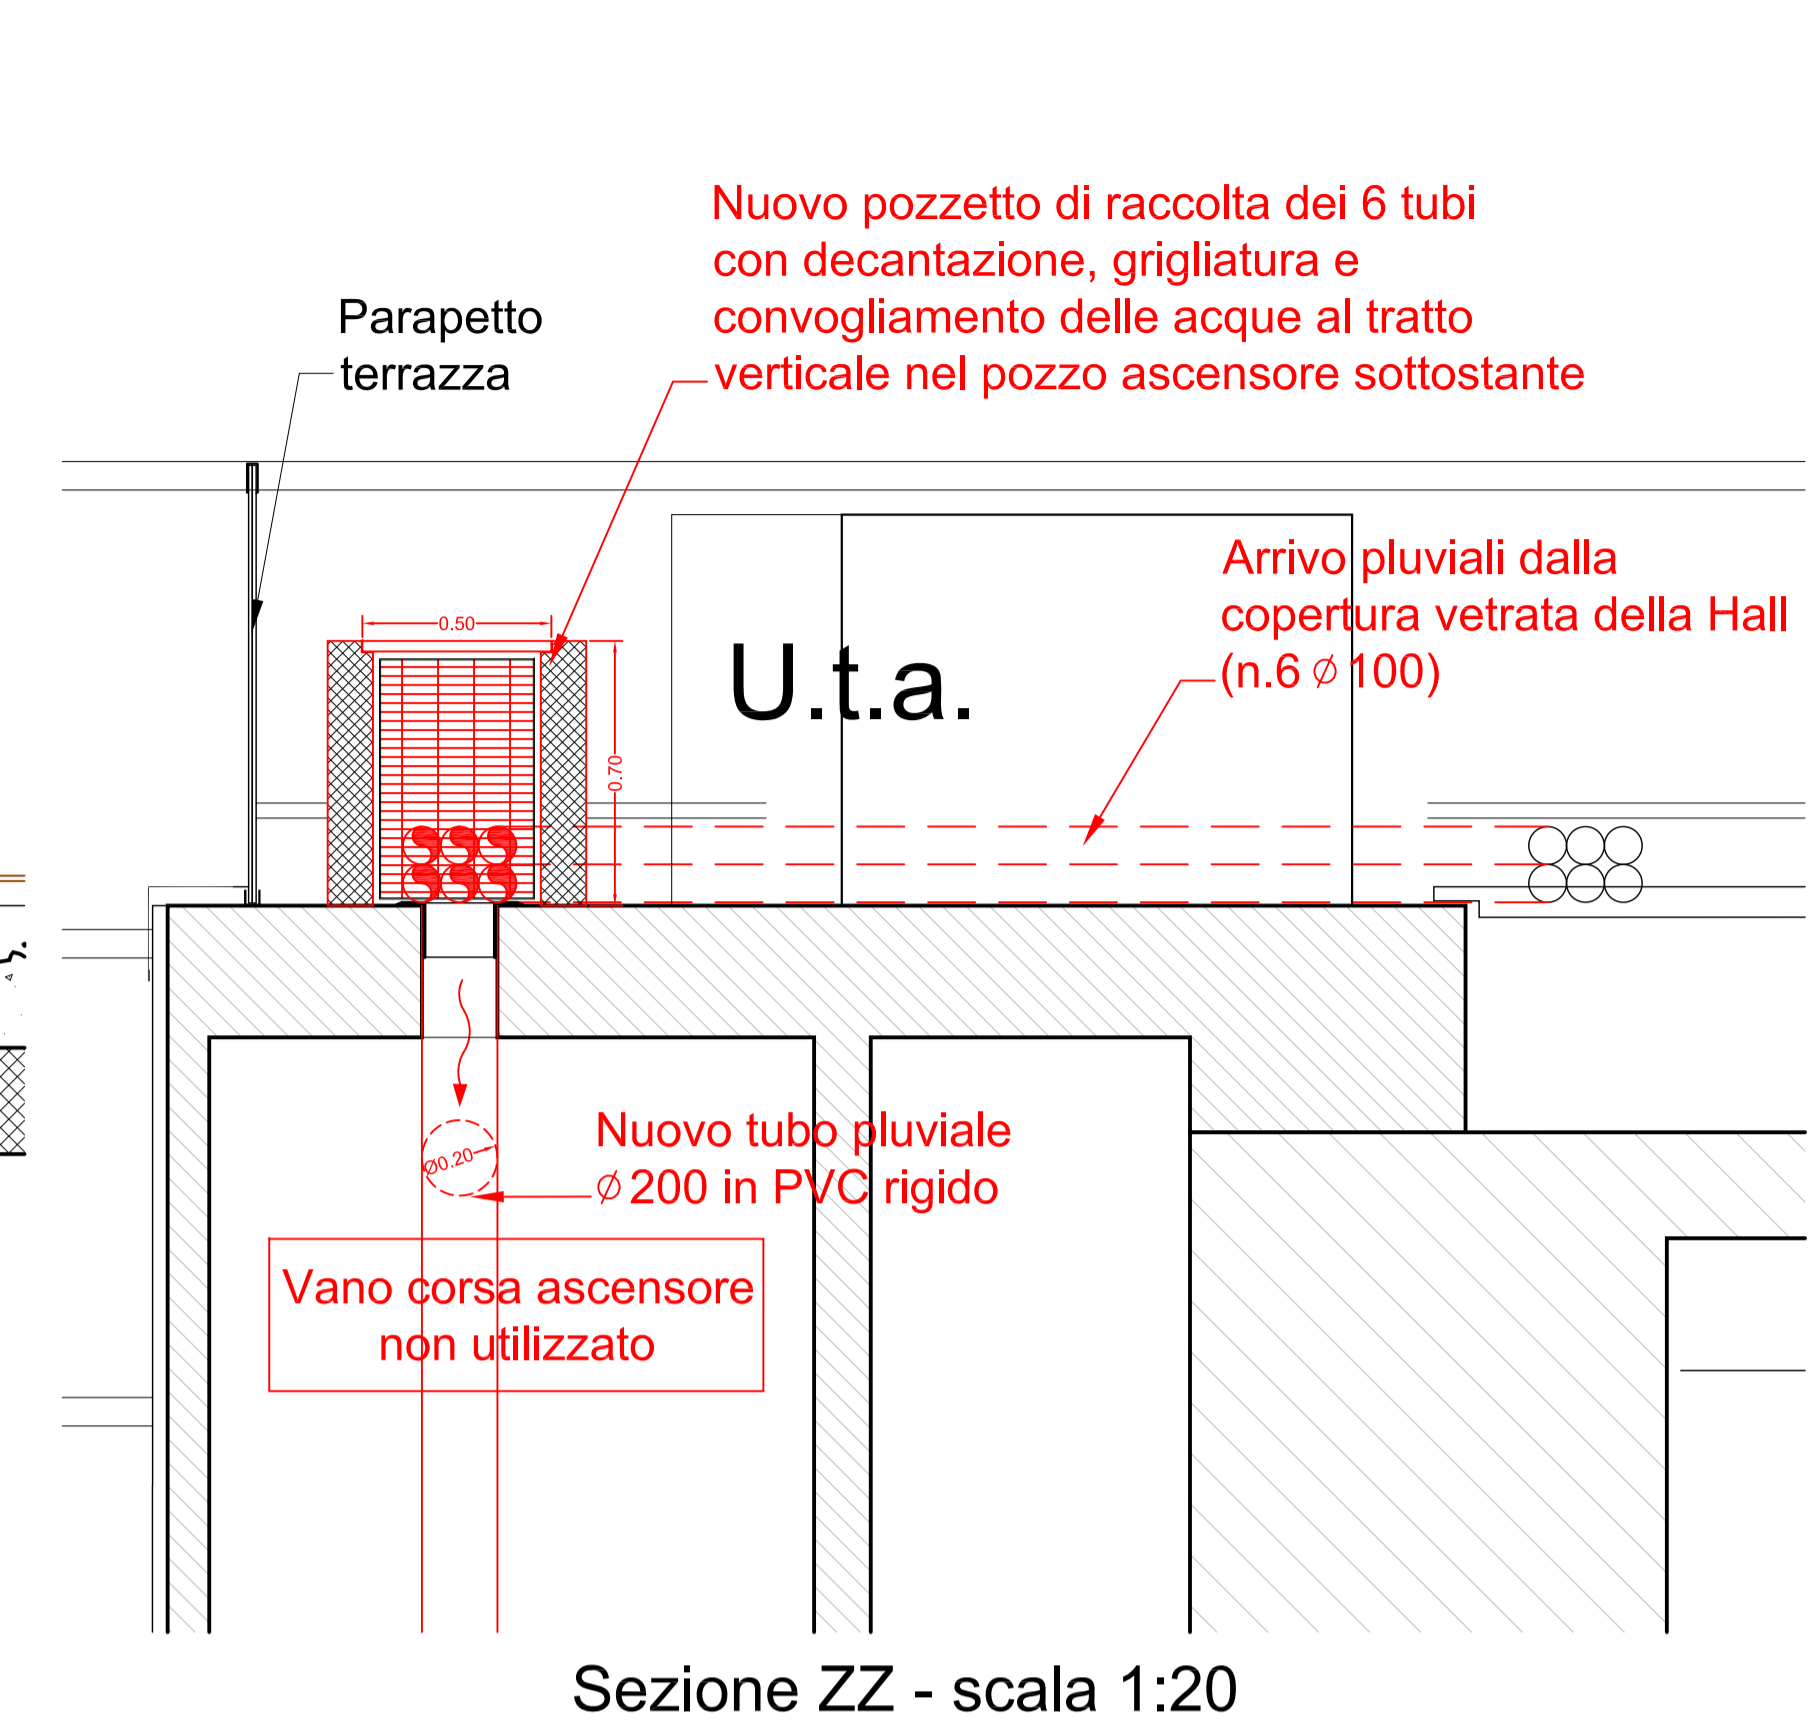 Nuovo pozzetto di raccolta dei 6 tubi
con decantazione, grigliatura e
convogliamento delle acque al tratto
verticale nel pozzo ascensore sottostante
Parapetto
terrazza
Arrivo pluviali dalla
copertura vetrata della Hall
(n.6 ∅ 100)
0.50
U.t.a.
0.70
Nuovo tubo pluviale
∅ 200 in PVC rigido
Ø0.20
Vano corsa ascensore
non utilizzato
Sezione ZZ - scala 1:20